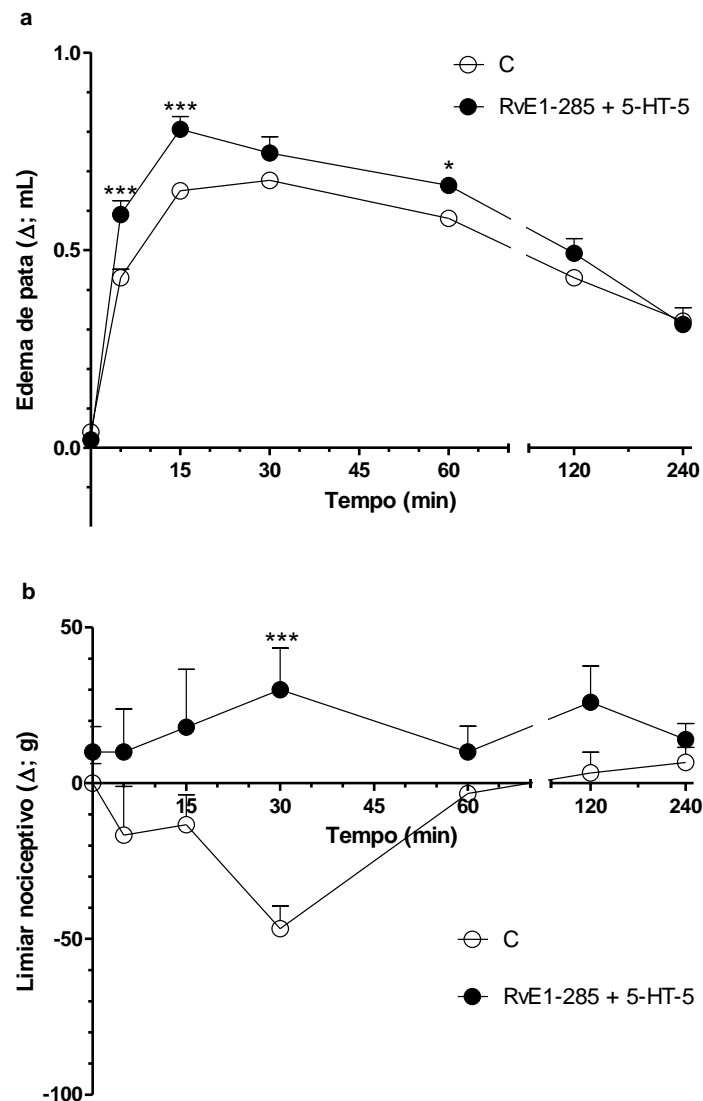 a
1.0
C
RvE1-285 + 5-HT-5
***
***
*
0.5
0.0
15 30 45 60 120 240
Tempo (min)
Edema de pata (Δ; mL)
b
50
***
0
15 30 45 60 120 240
Tempo (min)
-50
C
RvE1-285 + 5-HT-5
-100
Limiar nociceptivo (Δ; g)